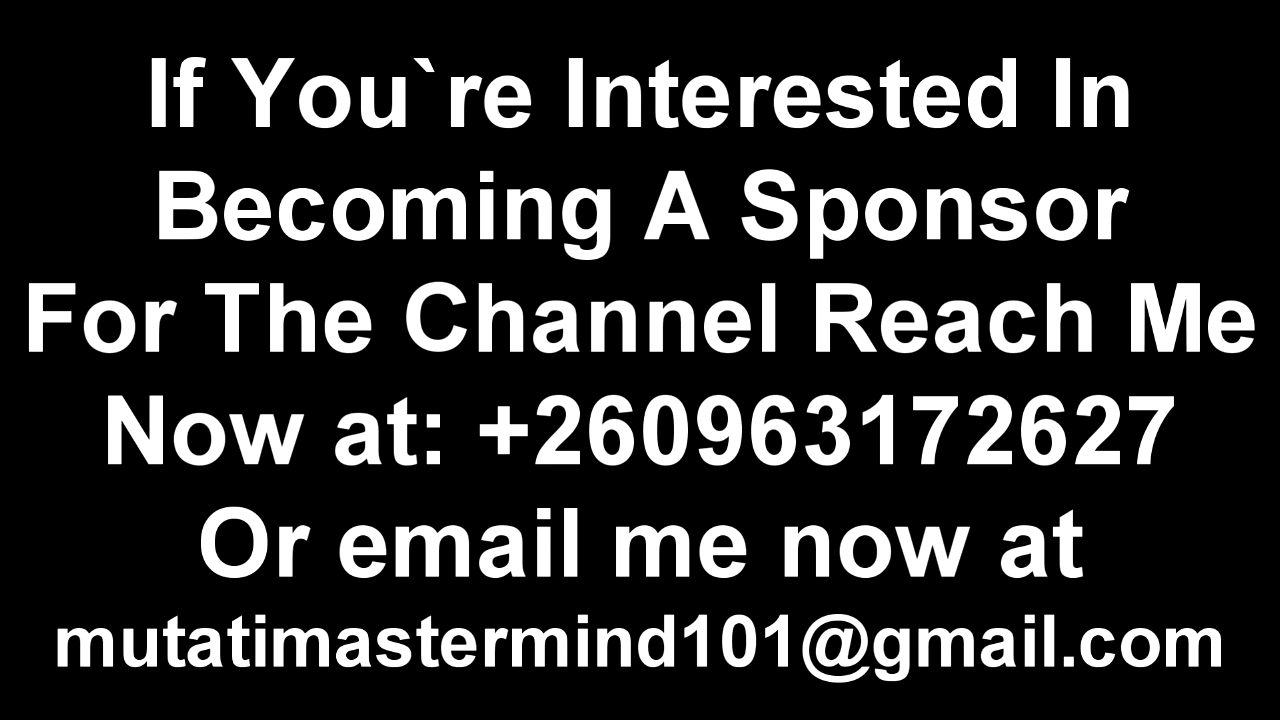 If You`re Interested In
Becoming A Sponsor
For The Channel Reach Me
Now at: +260963172627
Or email me now at
mutatimastermind101@gmail.com